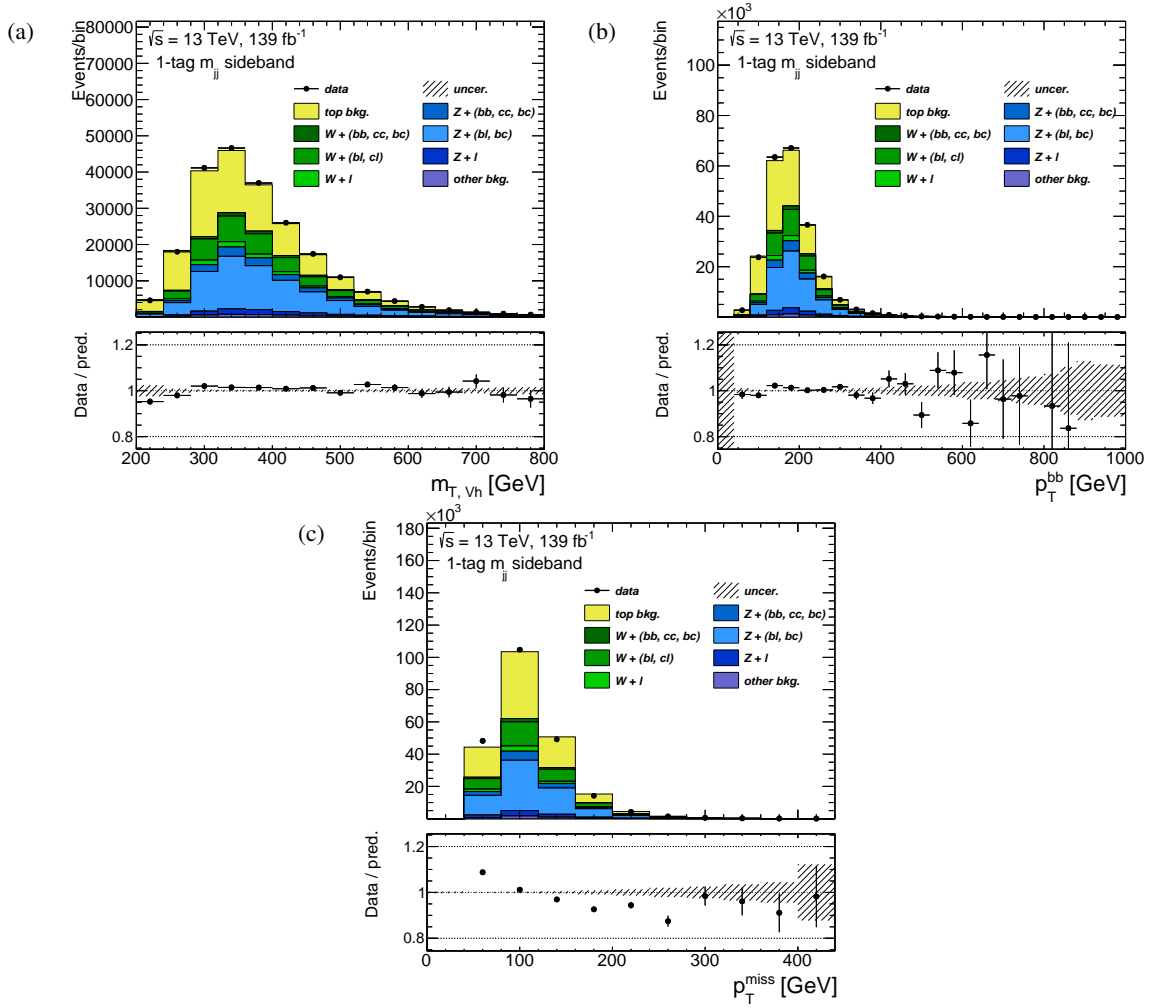 (a)
Events/bin
80000
70000
60000
50000
40000
30000
20000
10000
√s = 13 TeV, 139 fb⁻¹
1-tag m_jj sideband
data
top bkg.
W + (bb, cc, bc)
W + (bl, cl)
W + l
uncer.
Z + (bb, cc, bc)
Z + (bl, bc)
Z + l
other bkg.
Data / pred.
1.2
1
0.8
200 300 400 500 600 700 800
m_T, Vh [GeV]
(b)
×10³
Events/bin
100
80
60
40
20
√s = 13 TeV, 139 fb⁻¹
1-tag m_jj sideband
data
top bkg.
W + (bb, cc, bc)
W + (bl, cl)
W + l
uncer.
Z + (bb, cc, bc)
Z + (bl, bc)
Z + l
other bkg.
Data / pred.
1.2
1
0.8
0 200 400 600 800 1000
p_T^bb [GeV]
(c)
×10³
Events/bin
180
160
140
120
100
80
60
40
20
√s = 13 TeV, 139 fb⁻¹
1-tag m_jj sideband
data
top bkg.
W + (bb, cc, bc)
W + (bl, cl)
W + l
uncer.
Z + (bb, cc, bc)
Z + (bl, bc)
Z + l
other bkg.
Data / pred.
1.2
1
0.8
0 100 200 300 400
p_T^miss [GeV]